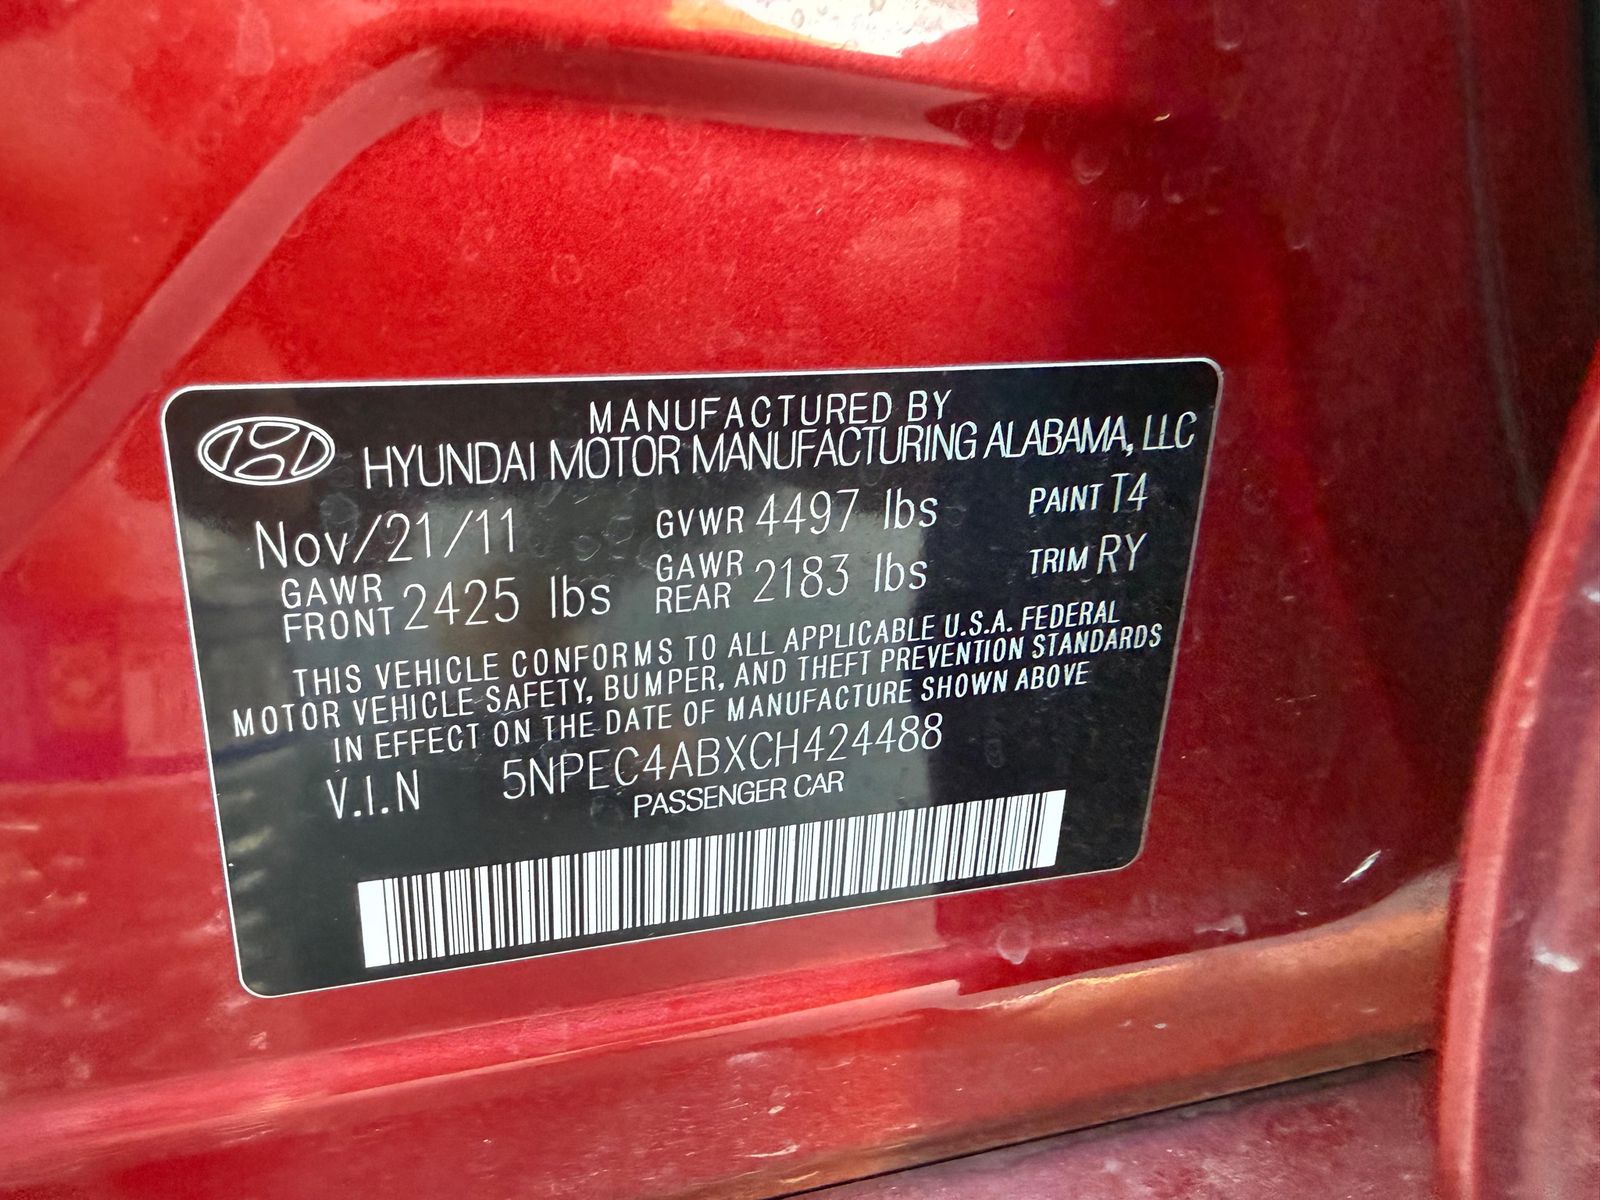 MANUFACTURED BY
HYUNDAI MOTOR MANUFACTURING ALABAMA, LLC
Nov/21/11 GVWR 4497 lbs PAINT T4
GAWR FRONT 2425 lbs GAWR REAR 2183 lbs TRIM RY
THIS VEHICLE CONFORMS TO ALL APPLICABLE U.S.A. FEDERAL
MOTOR VEHICLE SAFETY, BUMPER, AND THEFT PREVENTION STANDARDS
IN EFFECT ON THE DATE OF MANUFACTURE SHOWN ABOVE
V.I.N 5NPEC4ABXCH424488
PASSENGER CAR